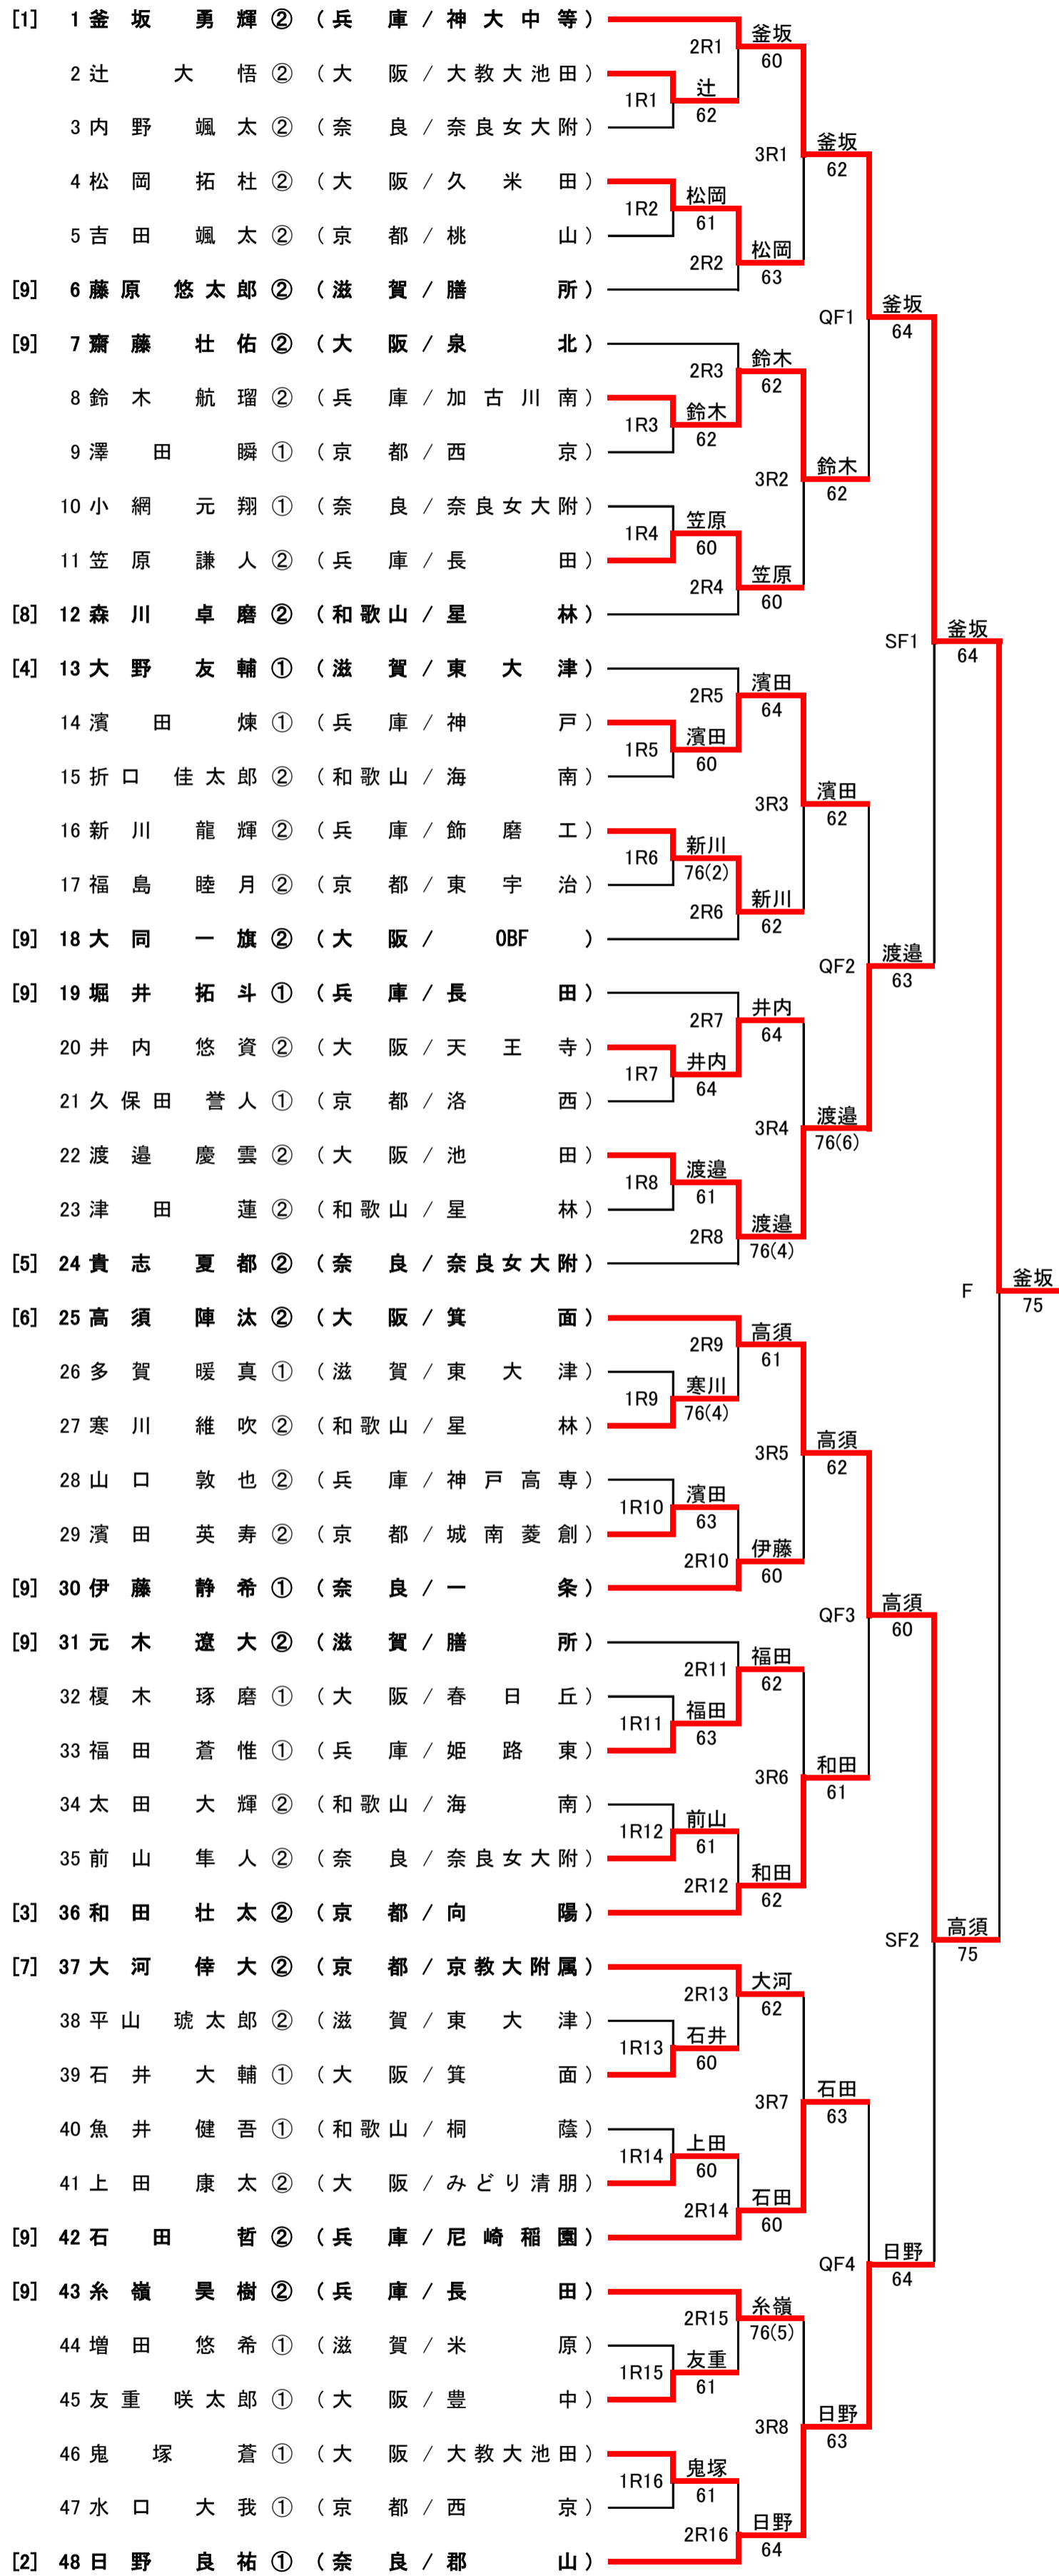 [1] 1 釜坂 勇輝 ② (兵庫/神大中等)
2R1 釜坂 60
2 辻 大悟 ② (大阪/大教大池田)
1R1 辻 62
3 内野 颯太 ② (奈良/奈良女大附)
3R1 釜坂 62
4 松岡 拓杜 ② (大阪/久米田)
1R2 松岡 61
5 吉田 颯太 ② (京都/桃山)
2R2 松岡 63
[9] 6 藤原 悠太郎 ② (滋賀/膳所)
QF1 釜坂 64
[9] 7 齋藤 壮佑 ② (大阪/泉北)
2R3 鈴木 62
8 鈴木 航瑠 ② (兵庫/加古川南)
1R3 鈴木 62
9 澤田 瞬 ① (京都/西京)
3R2 鈴木 62
10 小網 元翔 ① (奈良/奈良女大附)
1R4 笠原 60
11 笠原 謙人 ② (兵庫/長田)
2R4 笠原 60
[8] 12 森川 卓磨 ② (和歌山/星林)
SF1 釜坂 64
[4] 13 大野 友輔 ① (滋賀/東大津)
2R5 濱田 64
14 濱田 煉 ① (兵庫/神戸)
1R5 濱田 60
15 折口 佳太郎 ② (和歌山/海南)
3R3 濱田 62
16 新川 龍輝 ② (兵庫/飾磨工)
1R6 新川 76(2)
17 福島 睦月 ② (京都/東宇治)
2R6 新川 62
[9] 18 大同 一旗 ② (大阪/OBF)
QF2 渡邉 63
[9] 19 堀井 拓斗 ① (兵庫/長田)
2R7 井内 64
20 井内 悠資 ② (大阪/天王寺)
1R7 井内 64
21 久保田 誉人 ① (京都/洛西)
3R4 渡邉 76(6)
22 渡邉 慶雲 ② (大阪/池田)
1R8 渡邉 61
23 津田 蓮 ② (和歌山/星林)
2R8 渡邉 76(4)
[5] 24 貴志 夏都 ② (奈良/奈良女大附)
F 釜坂 75
[6] 25 高須 陣汰 ② (大阪/箕面)
2R9 高須 61
26 多賀 暖真 ① (滋賀/東大津)
1R9 寒川 76(4)
27 寒川 維吹 ② (和歌山/星林)
3R5 高須 62
28 山口 敦也 ② (兵庫/神戸高専)
1R10 濱田 63
29 濱田 英寿 ② (京都/城南菱創)
2R10 伊藤 60
[9] 30 伊藤 静希 ① (奈良/一条)
QF3 高須 60
[9] 31 元木 遼大 ② (滋賀/膳所)
2R11 福田 62
32 榎木 琢磨 ① (大阪/春日丘)
1R11 福田 63
33 福田 蒼惟 ① (兵庫/姫路東)
3R6 和田 61
34 太田 大輝 ② (和歌山/海南)
1R12 前山 61
35 前山 隼人 ② (奈良/奈良女大附)
2R12 和田 62
[3] 36 和田 壮太 ② (京都/向陽)
SF2 高須 75
[7] 37 大河 倖大 ② (京都/京教大附属)
2R13 大河 62
38 平山 琥太郎 ② (滋賀/東大津)
1R13 石井 60
39 石井 大輔 ① (大阪/箕面)
3R7 石田 63
40 魚井 健吾 ① (和歌山/桐蔭)
1R14 上田 60
41 上田 康太 ② (大阪/みどり清朋)
2R14 石田 60
[9] 42 石田 哲 ② (兵庫/尼崎稲園)
QF4 日野 64
[9] 43 糸嶺 昊樹 ② (兵庫/長田)
2R15 糸嶺 76(5)
44 増田 悠希 ① (滋賀/米原)
1R15 友重 61
45 友重 咲太郎 ① (大阪/豊中)
3R8 日野 63
46 鬼塚 蒼 ① (大阪/大教大池田)
1R16 鬼塚 61
47 水口 大我 ① (京都/西京)
2R16 日野 64
[2] 48 日野 良祐 ① (奈良/郡山)